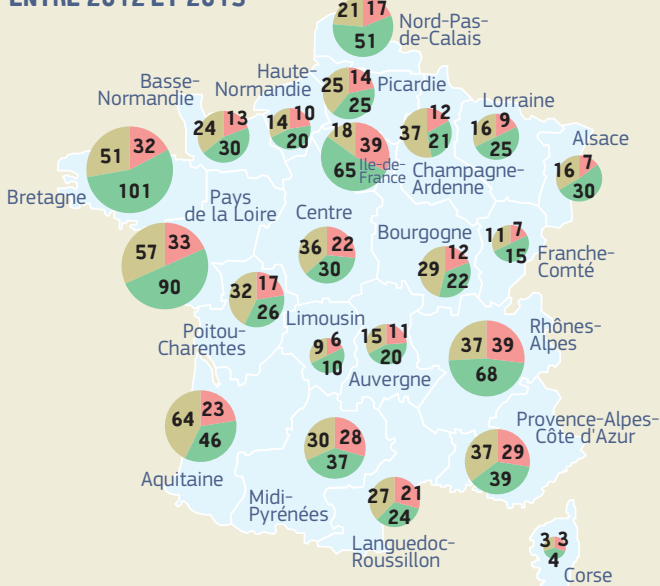 ENTRE 2012 ET 2013
21 17
51
Nord-Pas-
de-Calais
Basse-
Normandie
Haute-
Normandie
25 14
25
Picardie
24 13
30
14 10
20
37 12
21
Champagne-
Ardenne
Lorraine
16 9
25
Alsace
16 7
30
18 39
65
Ile-de-
France
51 32
101
Bretagne
Pays
de la Loire
57 33
90
Centre
36 22
30
Bourgogne
29 12
22
11 7
15
Franche-
Comté
32 17
26
Poitou-
Charentes
Limousin
9 6
10
15 11
20
Auvergne
37 39
68
Rhônes-
Alpes
64 23
46
Aquitaine
30 28
37
Midi-
Pyrénées
27 21
24
Languedoc-
Roussillon
Provence-Alpes-
Côte d'Azur
37 29
39
3 3
4
Corse